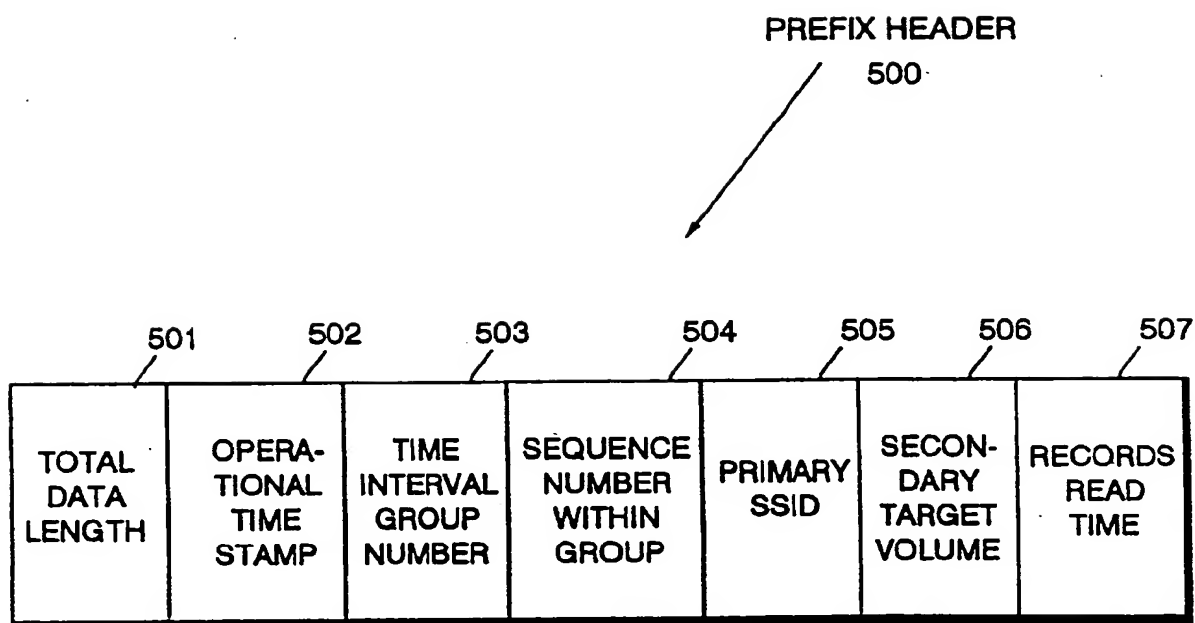 PREFIX HEADER
500
501
502
503
504
505
506
507
TOTAL
DATA
LENGTH
OPERA-
TIONAL
TIME
STAMP
TIME
INTERVAL
GROUP
NUMBER
SEQUENCE
NUMBER
WITHIN
GROUP
PRIMARY
SSID
SECON-
DARY
TARGET
VOLUME
RECORDS
READ
TIME